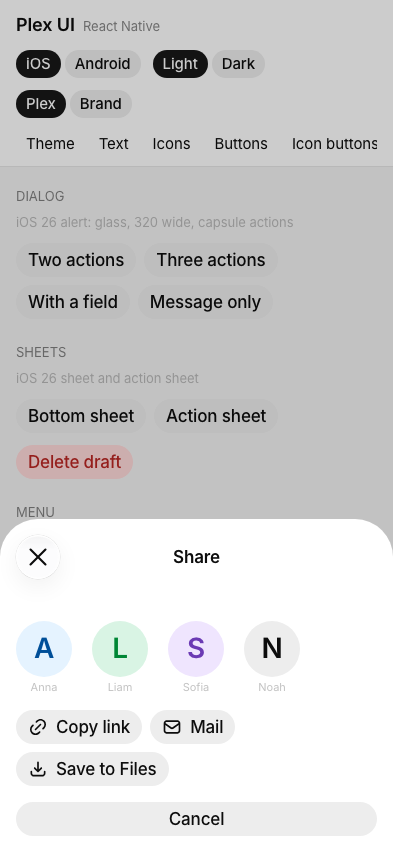 Plex UI React Native
iOS Android Light Dark
Plex Brand
Theme Text Icons Buttons Icon buttons
DIALOG
iOS 26 alert: glass, 320 wide, capsule actions
Two actions Three actions
With a field Message only
SHEETS
iOS 26 sheet and action sheet
Bottom sheet Action sheet
Delete draft
MENU
Share
A L S N
Anna Liam Sofia Noah
Copy link Mail
Save to Files
Cancel